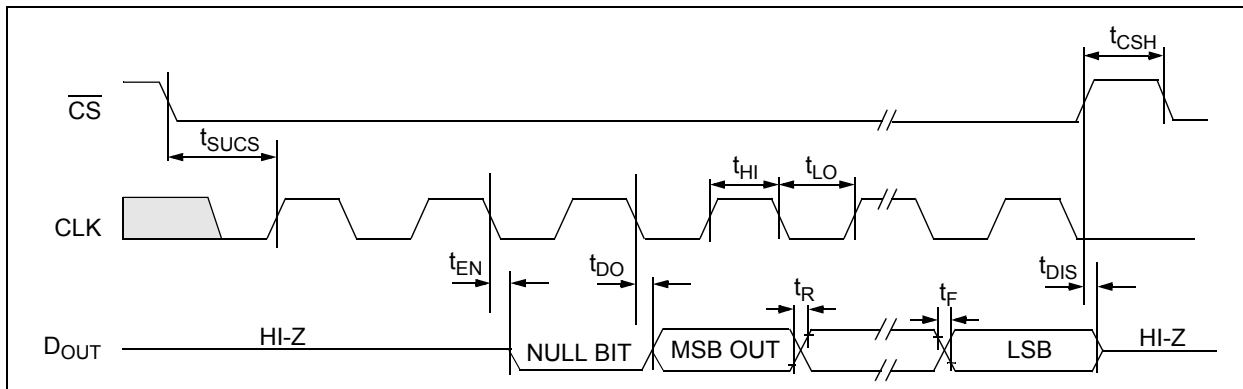 tCSH
CS
tSUCS
tHI
tLO
CLK
tEN
tDO
tDIS
tR
tF
DOUT
HI-Z
NULL BIT
MSB OUT
LSB
HI-Z